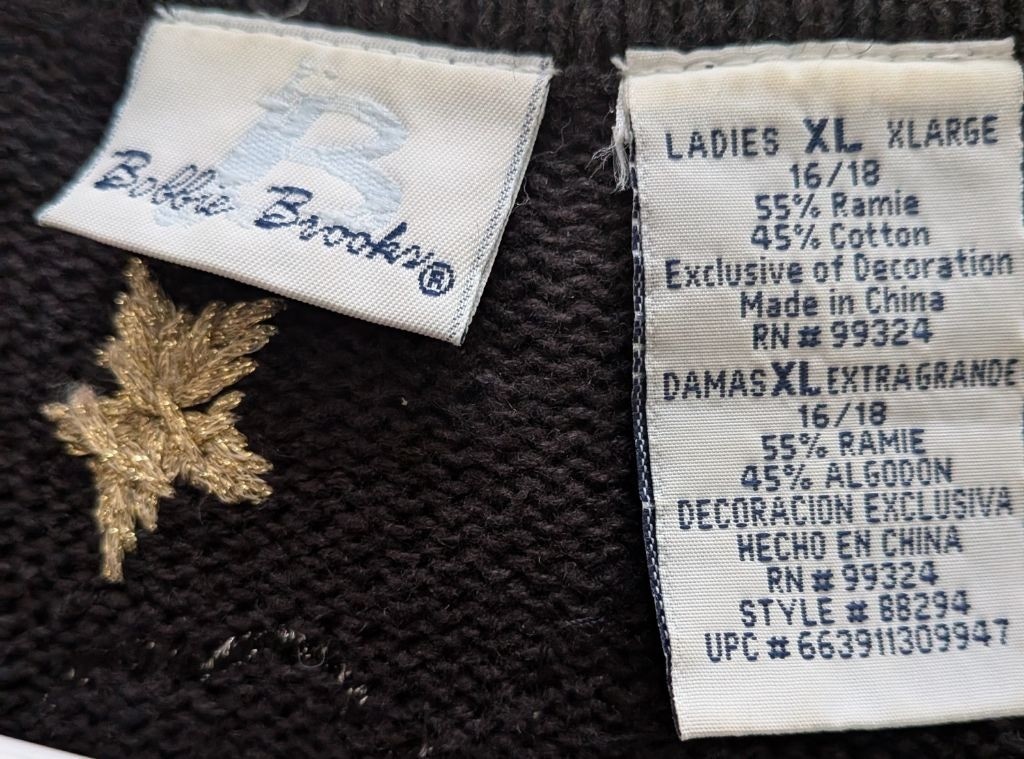 B
Bobbie Brooks®
LADIES XL XLARGE
16/18
55% Ramie
45% Cotton
Exclusive of Decoration
Made in China
RN # 99324
DAMAS XL EXTRAGRANDE
16/18
55% RAMIE
45% ALGODON
DECORACION EXCLUSIVA
HECHO EN CHINA
RN # 99324
STYLE # 88294
UPC # 663911309947